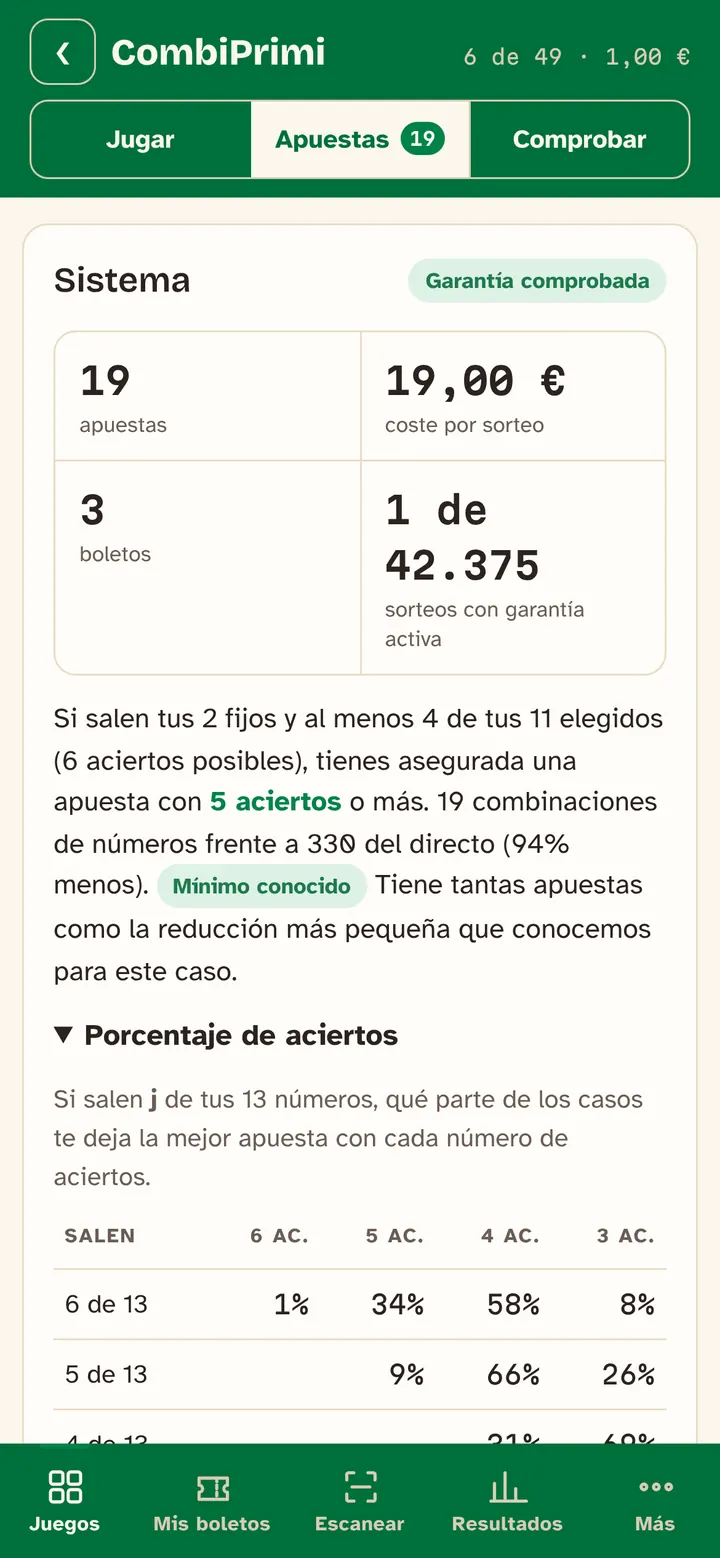 CombiPrimi
6 de 49 · 1,00 €
Jugar
Apuestas 19
Comprobar
Sistema
Garantía comprobada
19
apuestas
19,00 €
coste por sorteo
3
boletos
1 de
42.375
sorteos con garantía
activa
Si salen tus 2 fijos y al menos 4 de tus 11 elegidos
(6 aciertos posibles), tienes asegurada una
apuesta con 5 aciertos o más. 19 combinaciones
de números frente a 330 del directo (94%
menos). Mínimo conocido Tiene tantas apuestas
como la reducción más pequeña que conocemos
para este caso.
▼ Porcentaje de aciertos
Si salen j de tus 13 números, qué parte de los casos
te deja la mejor apuesta con cada número de
aciertos.
SALEN 6 AC. 5 AC. 4 AC. 3 AC.
6 de 13 1% 34% 58% 8%
5 de 13 9% 66% 26%
4 de 13 31% 69%
Juegos
Mis boletos
Escanear
Resultados
Más